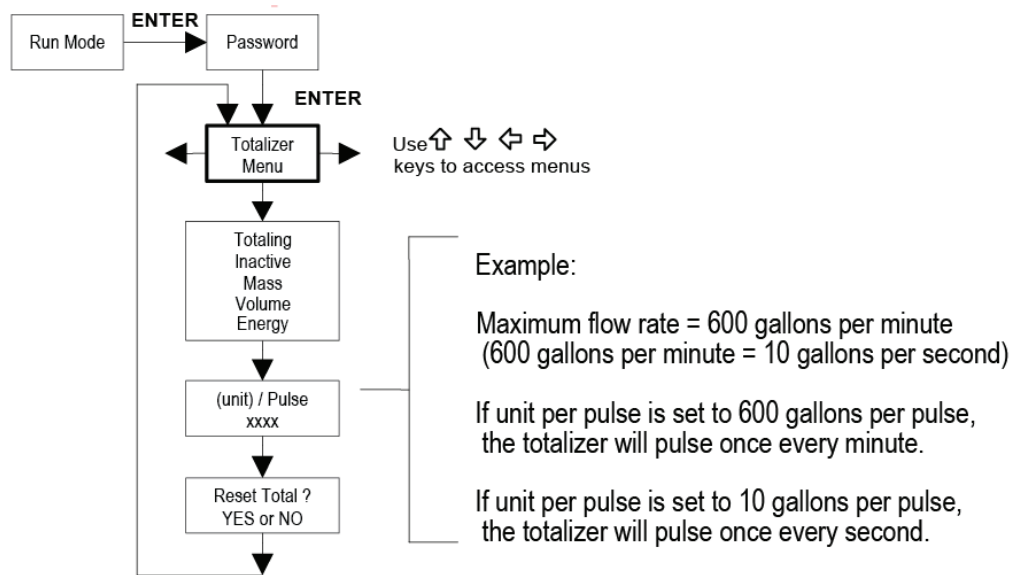 Run Mode
ENTER
Password
ENTER
Totalizer
Menu
Use ⇧ ⇩ ⇦ ⇨
keys to access menus
Totaling
Inactive
Mass
Volume
Energy
(unit) / Pulse
xxxx
Reset Total ?
YES or NO
Example:
Maximum flow rate = 600 gallons per minute
(600 gallons per minute = 10 gallons per second)
If unit per pulse is set to 600 gallons per pulse,
the totalizer will pulse once every minute.
If unit per pulse is set to 10 gallons per pulse,
the totalizer will pulse once every second.